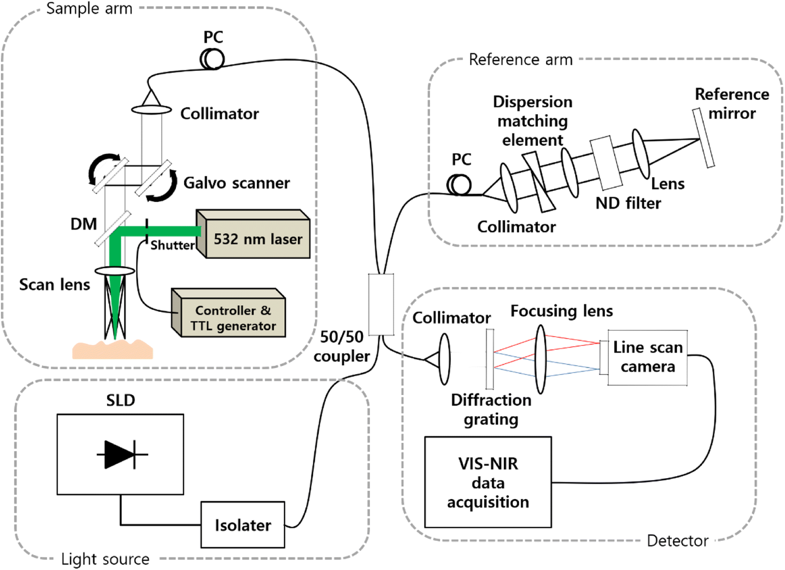 Sample arm
PC
Collimator
Galvo scanner
DM
Shutter
532 nm laser
Scan lens
Controller &
TTL generator
50/50
coupler
Reference arm
Reference
mirror
Dispersion
matching
element
PC
Collimator
ND filter
Lens
Collimator
Focusing lens
Line scan
camera
Diffraction
grating
VIS-NIR
data
acquisition
Detector
SLD
Isolater
Light source